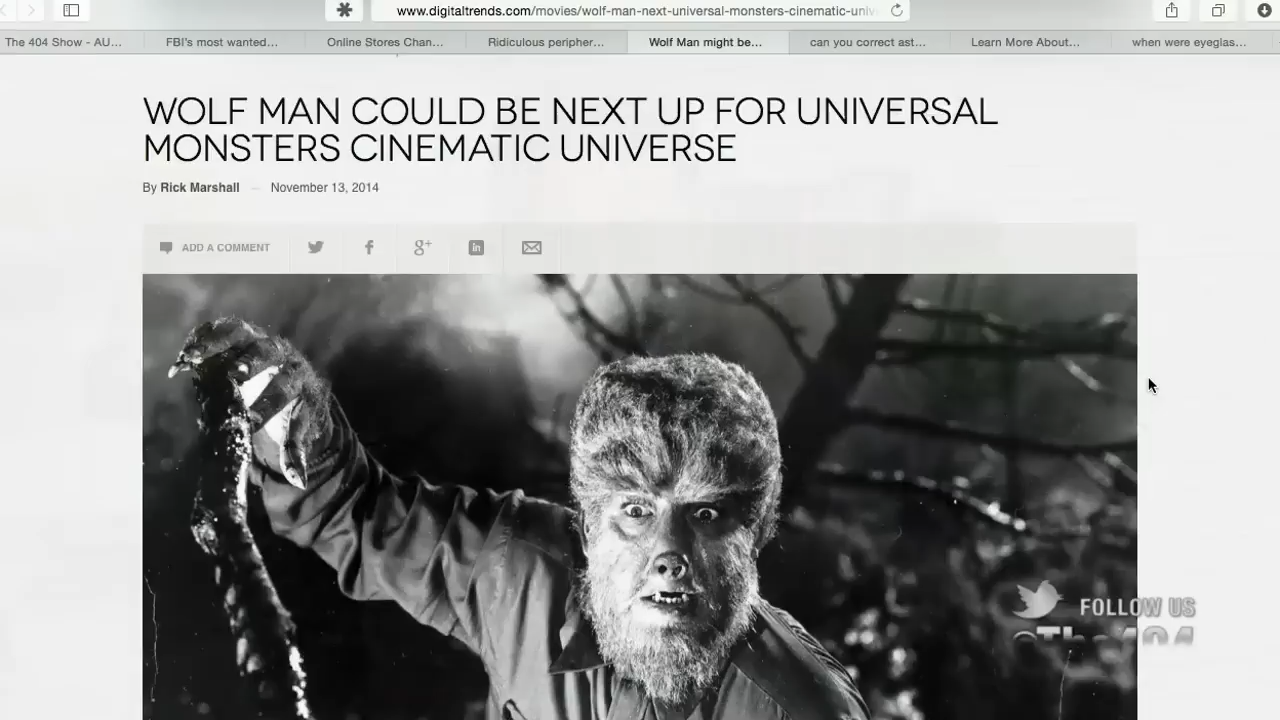 www.digitaltrends.com/movies/wolf-man-next-universal-monsters-cinematic-univ
The 404 Show - AU...
FBI's most wanted...
Online Stores Chan...
Ridiculous peripher...
Wolf Man might be...
can you correct ast...
Learn More About...
when were eyeglas...
WOLF MAN COULD BE NEXT UP FOR UNIVERSAL
MONSTERS CINEMATIC UNIVERSE
By Rick Marshall — November 13, 2014
ADD A COMMENT
FOLLOW US
@The404